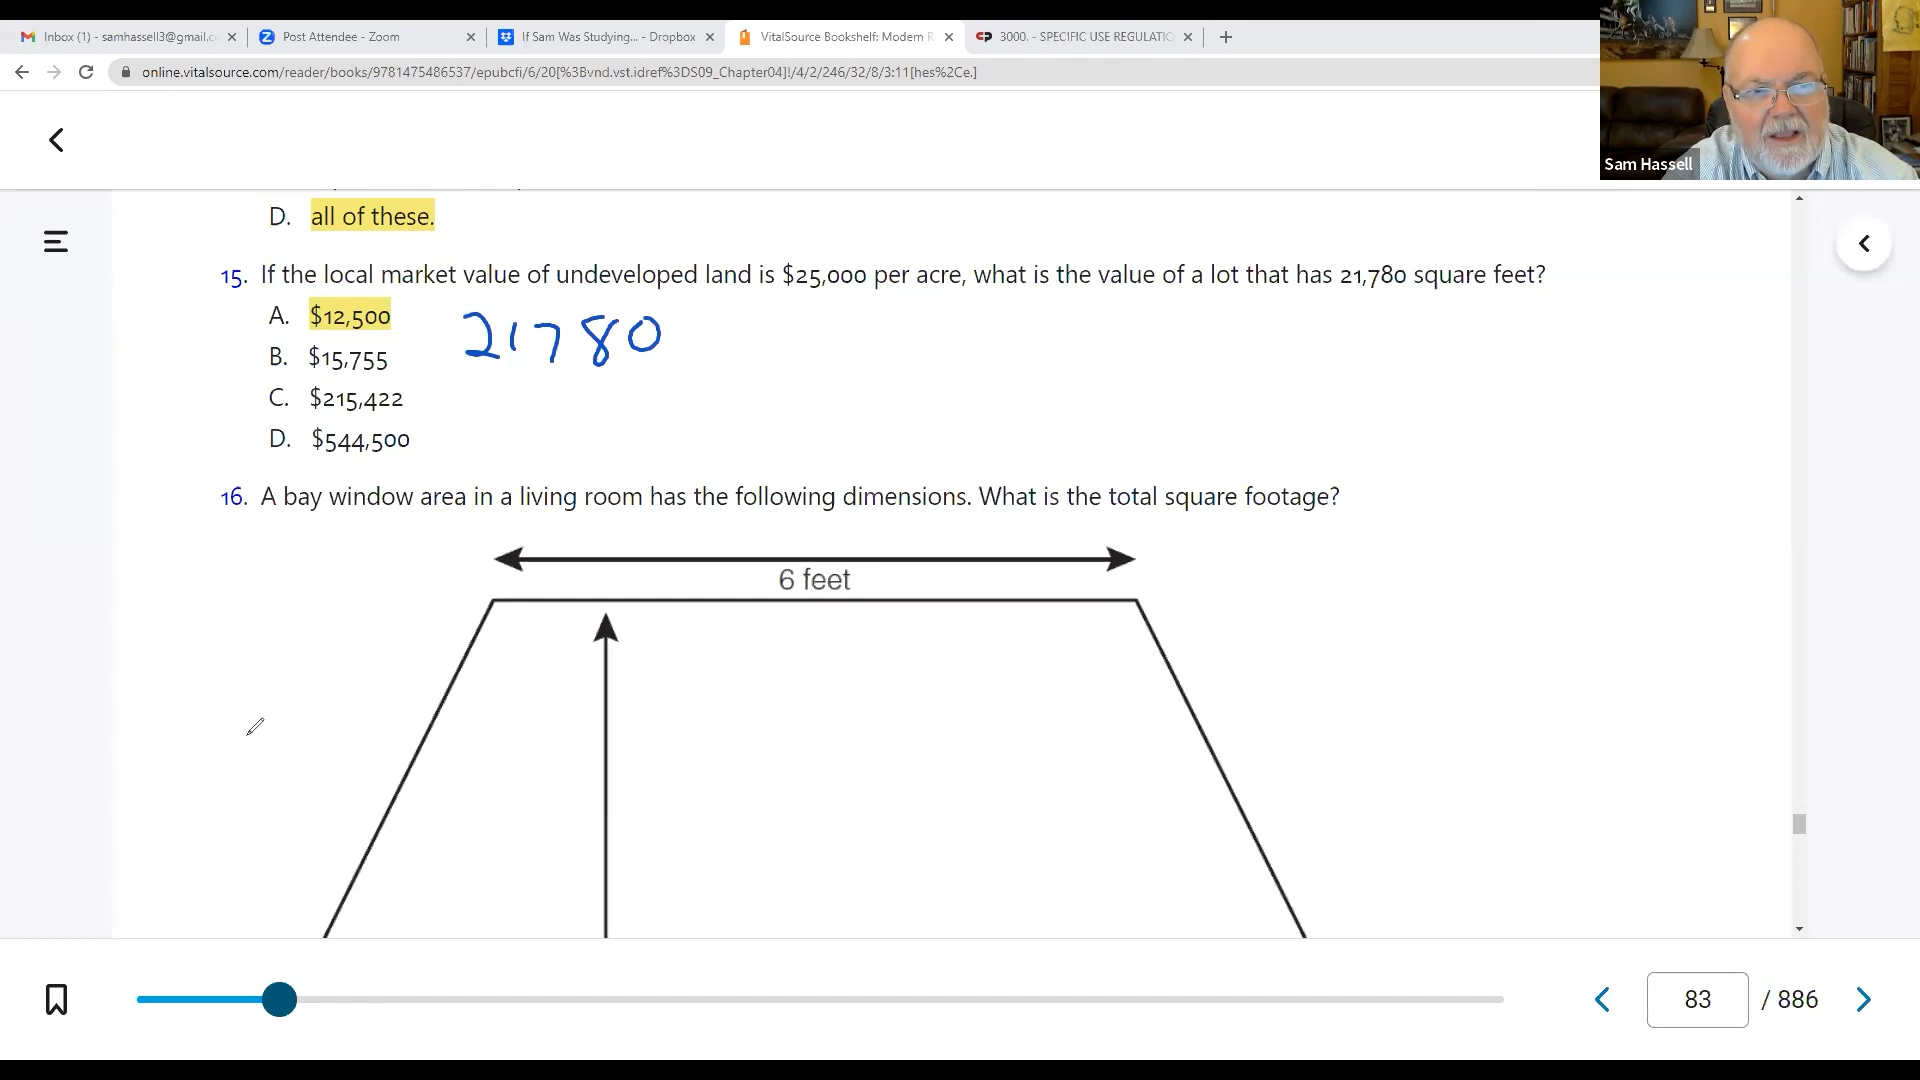 Inbox (1) - samhassell3@gmail.c
Post Attendee - Zoom
If Sam Was Studying... - Dropbox
VitalSource Bookshelf: Modern R
3000. - SPECIFIC USE REGULATIO
online.vitalsource.com/reader/books/9781475486537/epubcfi/6/20[%3Bvnd.vst.idref%3DS09_Chapter04]!/4/2/246/32/8/3:11[hes%2Ce.]
Sam Hassell
D. all of these.
15. If the local market value of undeveloped land is $25,000 per acre, what is the value of a lot that has 21,780 square feet?
A. $12,500
21780
B. $15,755
C. $215,422
D. $544,500
16. A bay window area in a living room has the following dimensions. What is the total square footage?
6 feet
83 / 886